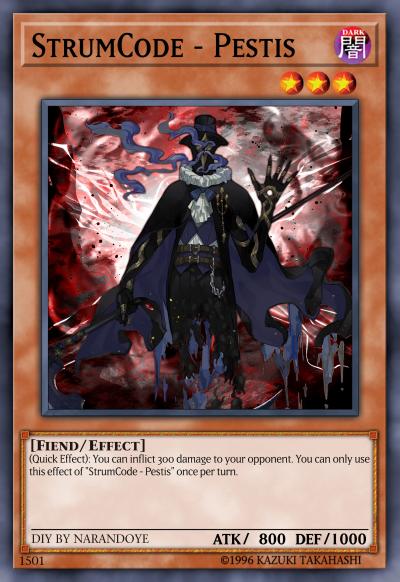 StrumCode - Pestis
DARK
闇
[Fiend/Effect]
(Quick Effect): You can inflict 300 damage to your opponent. You can only use
this effect of "StrumCode - Pestis" once per turn.
DIY BY NARANDOYE
ATK/ 800 DEF/1000
1501
©1996 KAZUKI TAKAHASHI